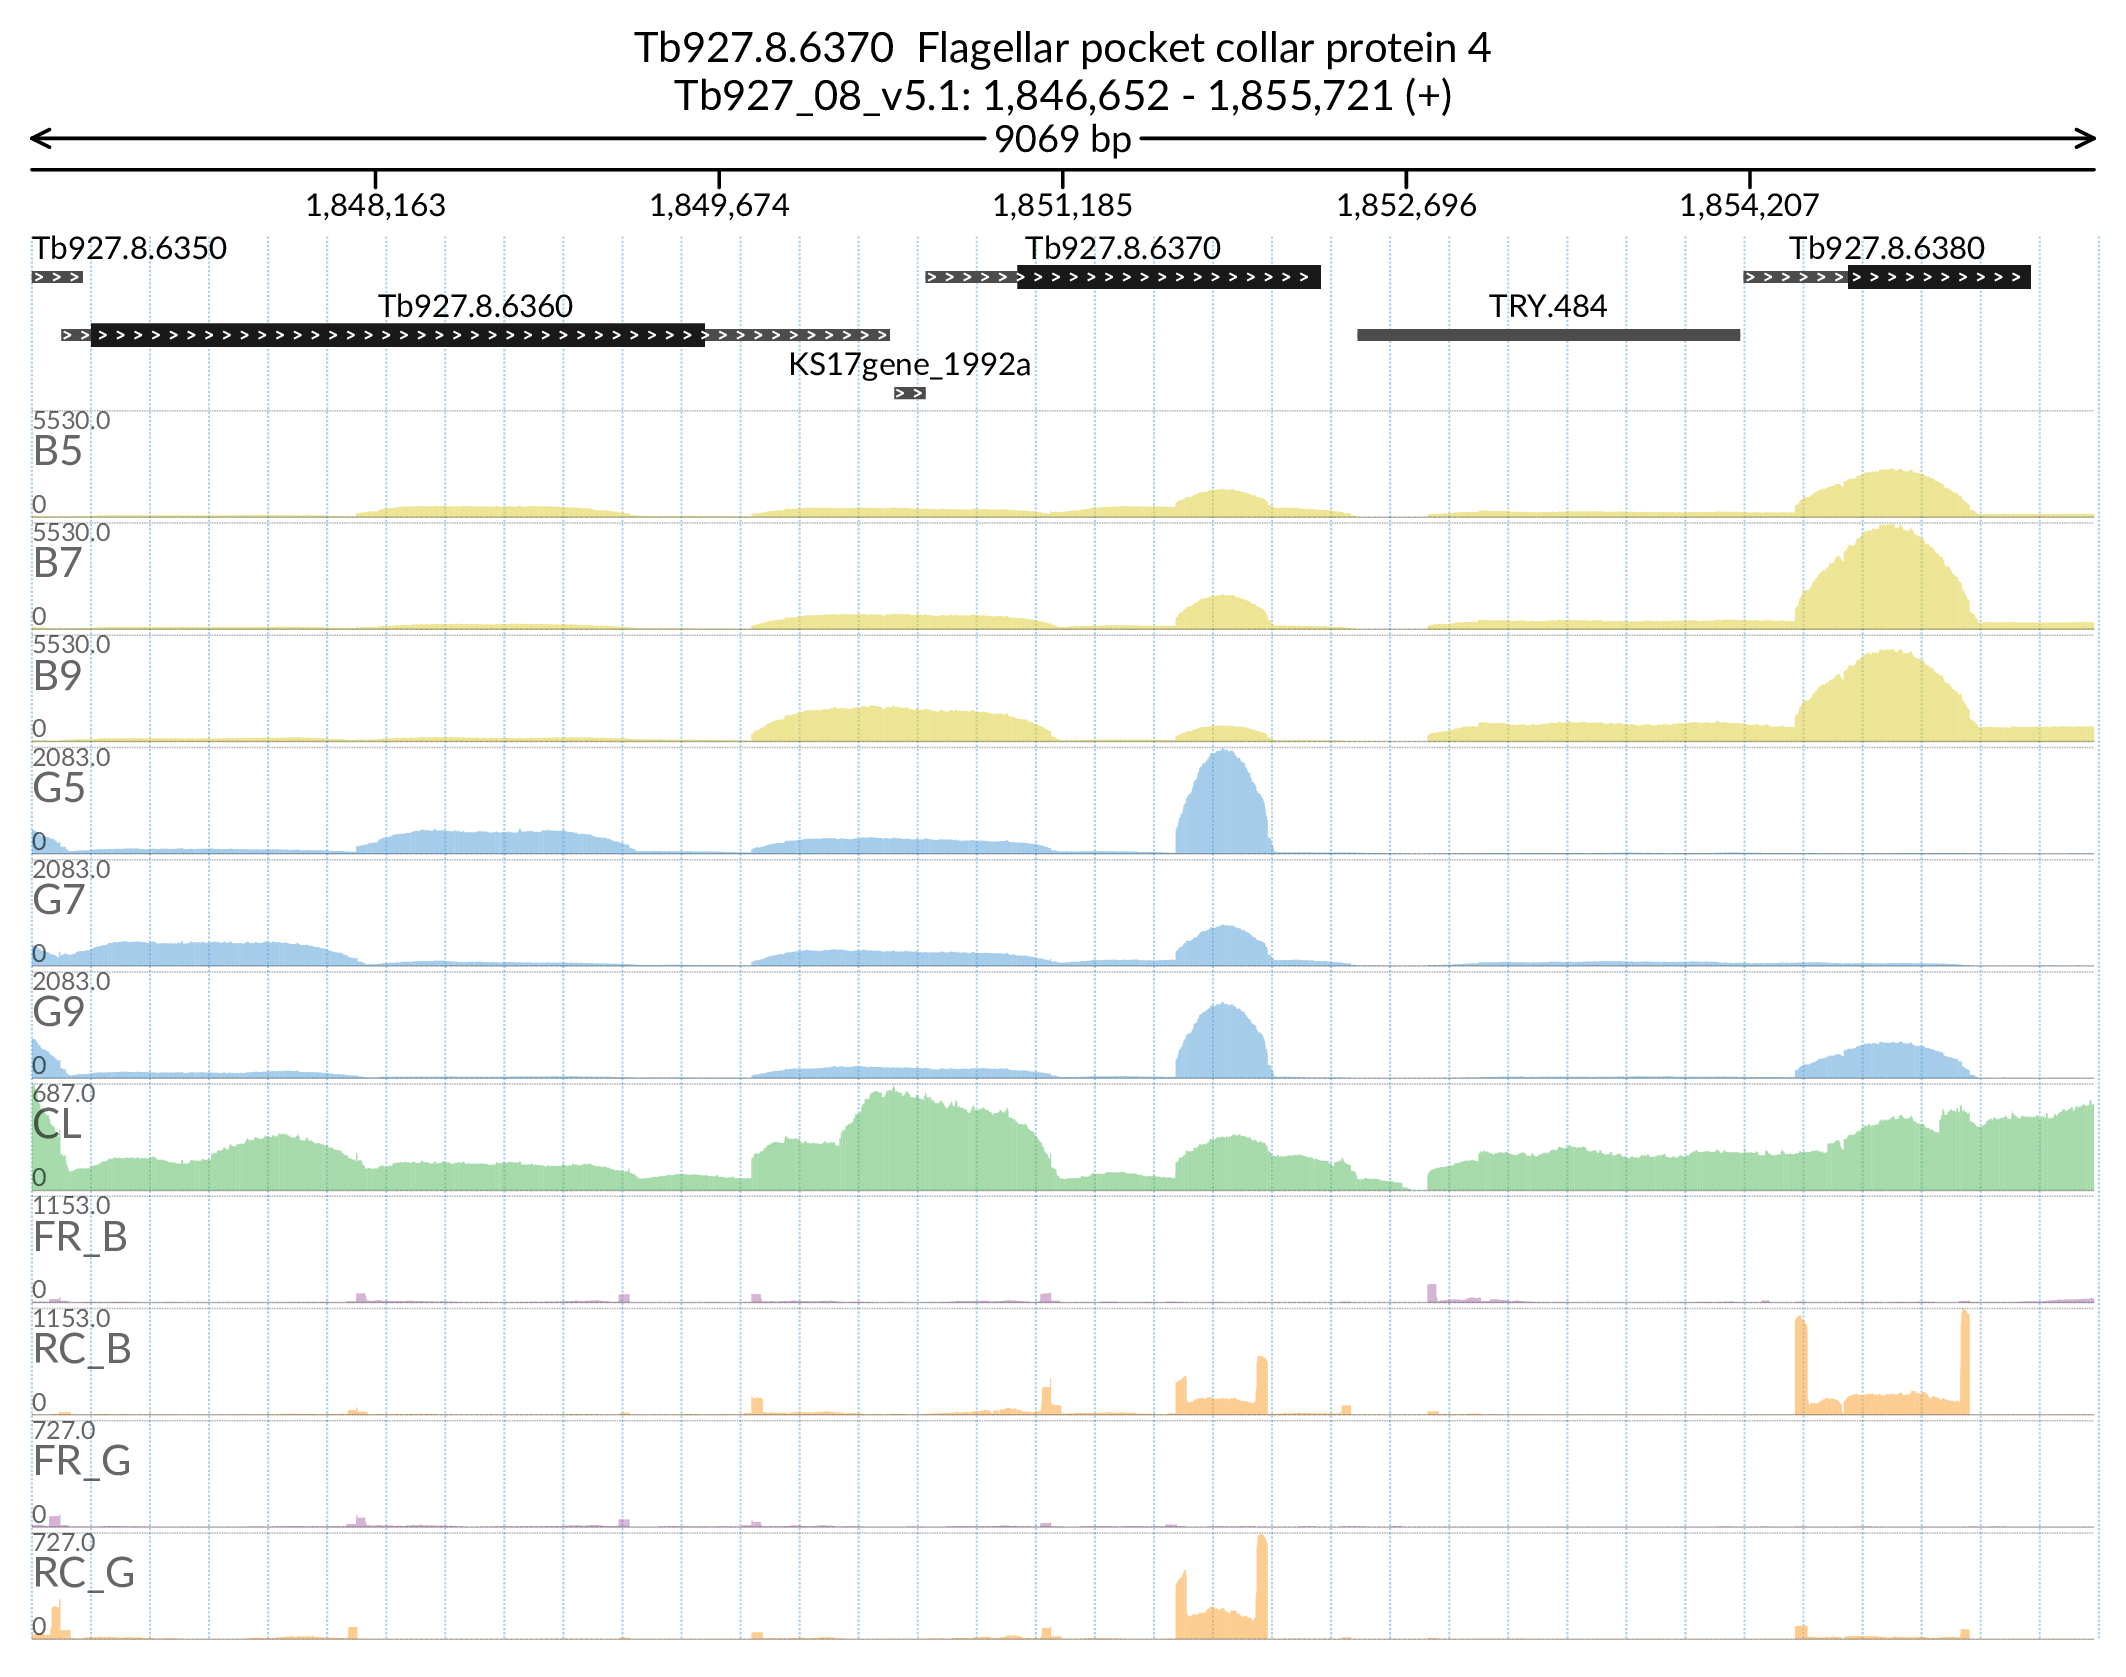 Tb927.8.6370  Flagellar pocket collar protein 4
Tb927_08_v5.1: 1,846,652 - 1,855,721 (+)
9069 bp
1,848,163 1,849,674 1,851,185 1,852,696 1,854,207
Tb927.8.6350 Tb927.8.6370 Tb927.8.6380
Tb927.8.6360 TRY.484
KS17gene_1992a
5530.0
B5
0
5530.0
B7
0
5530.0
B9
0
2083.0
G5
0
2083.0
G7
0
2083.0
G9
0
687.0
CL
0
1153.0
FR_B
0
1153.0
RC_B
0
727.0
FR_G
0
727.0
RC_G
0